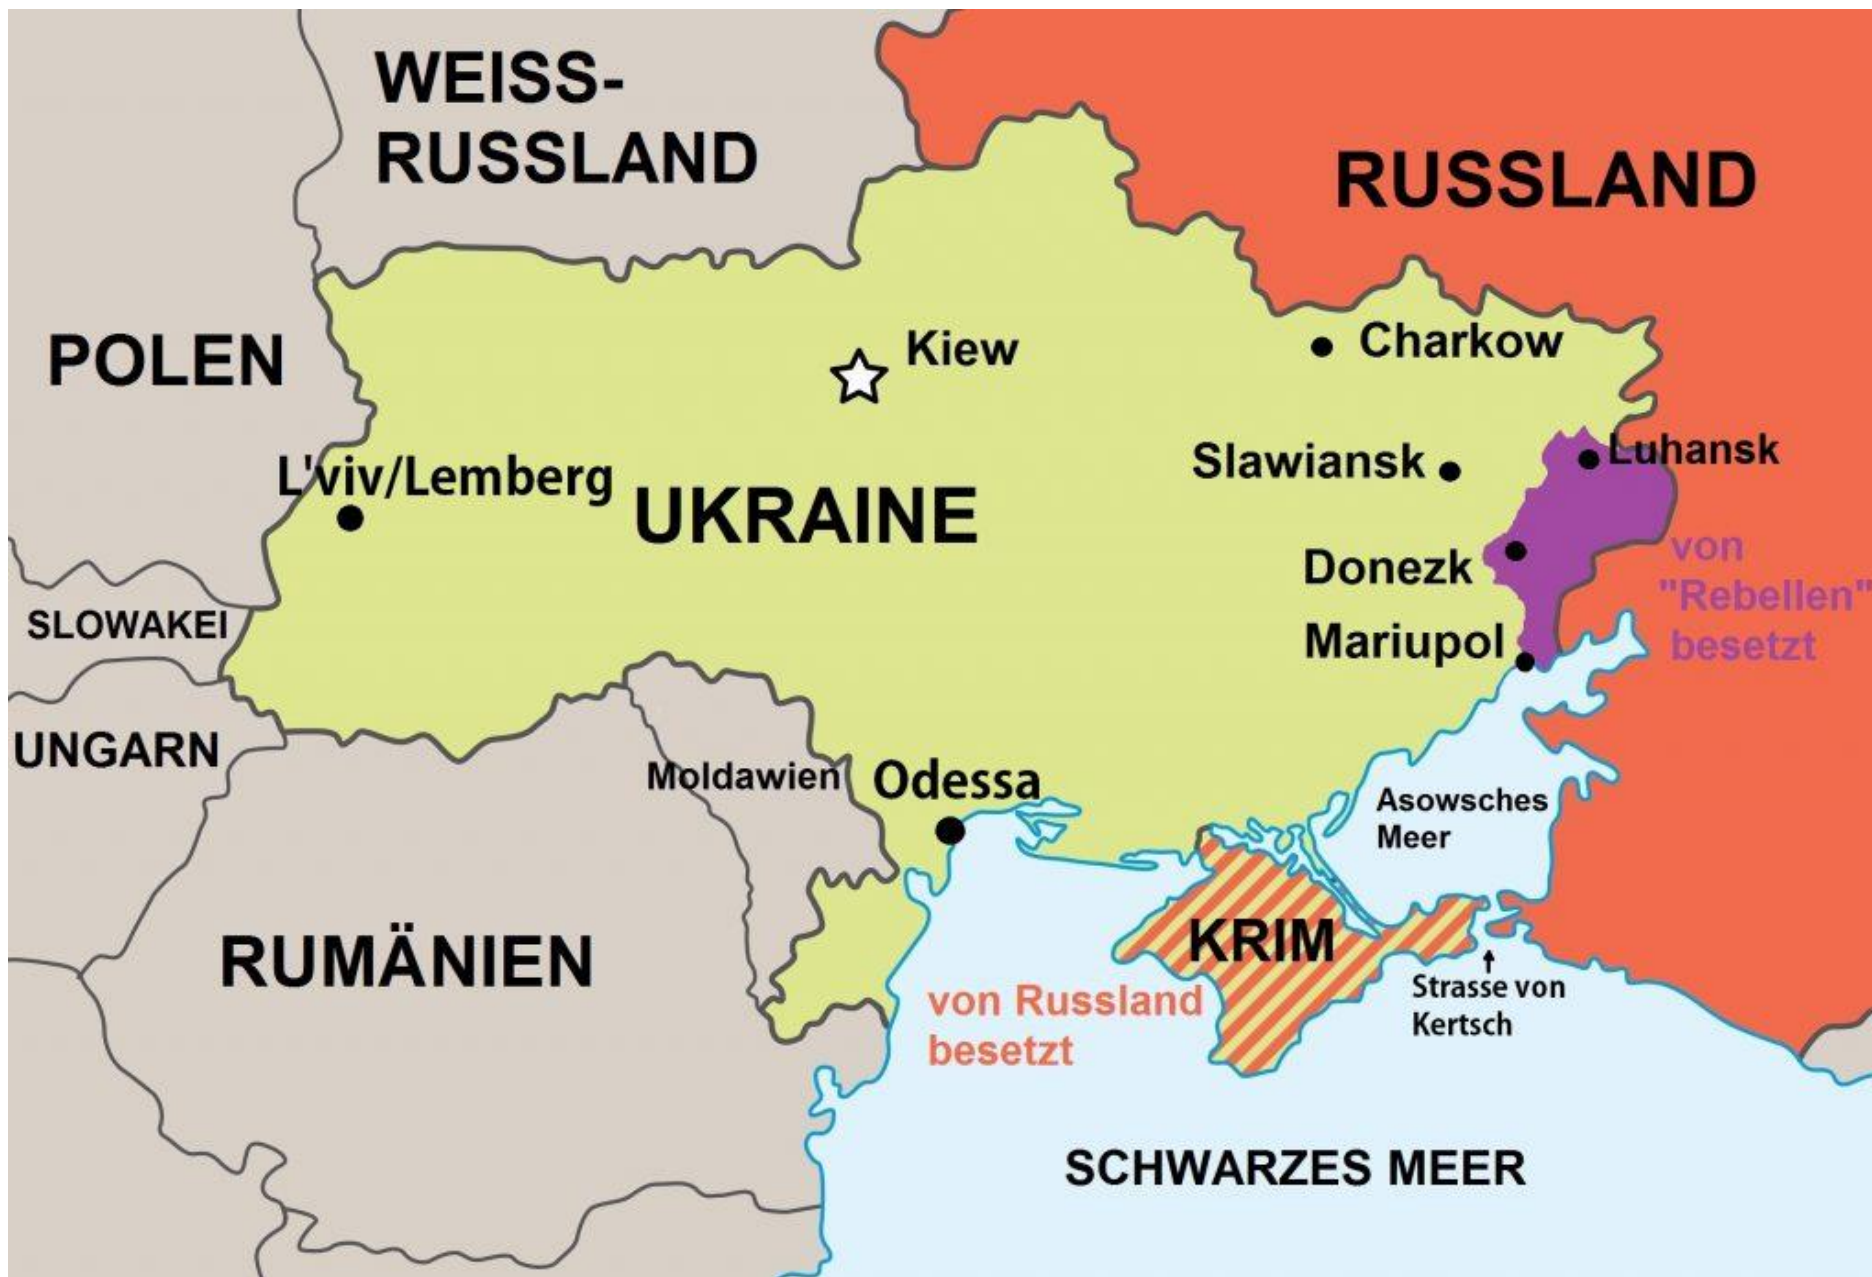 WEISS-
RUSSLAND
RUSSLAND
POLEN
Kiew
Charkow
L'viv/Lemberg
UKRAINE
Slawiansk
Luhansk
Donezk
von
"Rebellen"
besetzt
Mariupol
SLOWAKEI
UNGARN
Moldawien
Odessa
Asowsches
Meer
RUMÄNIEN
KRIM
von Russland
besetzt
Strasse von
Kertsch
SCHWARZES MEER